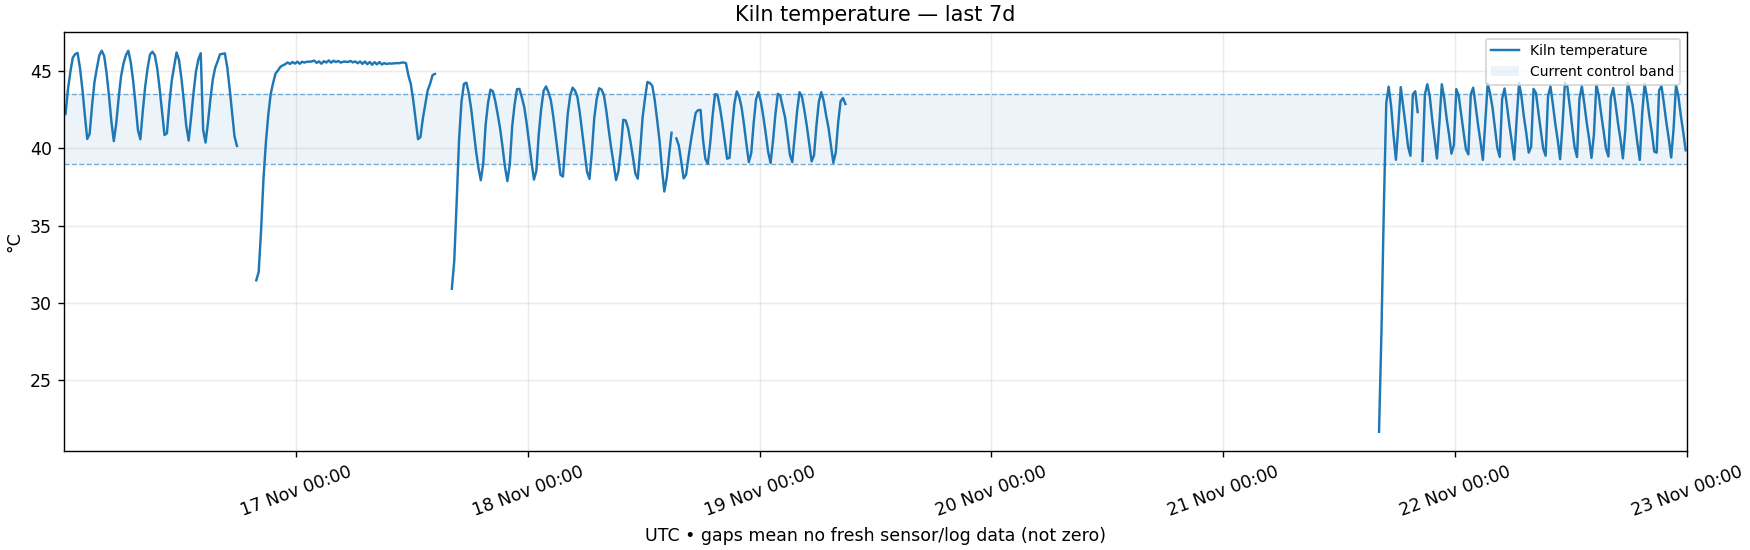 Kiln temperature — last 7d
Kiln temperature
Current control band
°C
45
40
35
30
25
17 Nov 00:00
18 Nov 00:00
19 Nov 00:00
20 Nov 00:00
21 Nov 00:00
22 Nov 00:00
23 Nov 00:00
UTC • gaps mean no fresh sensor/log data (not zero)